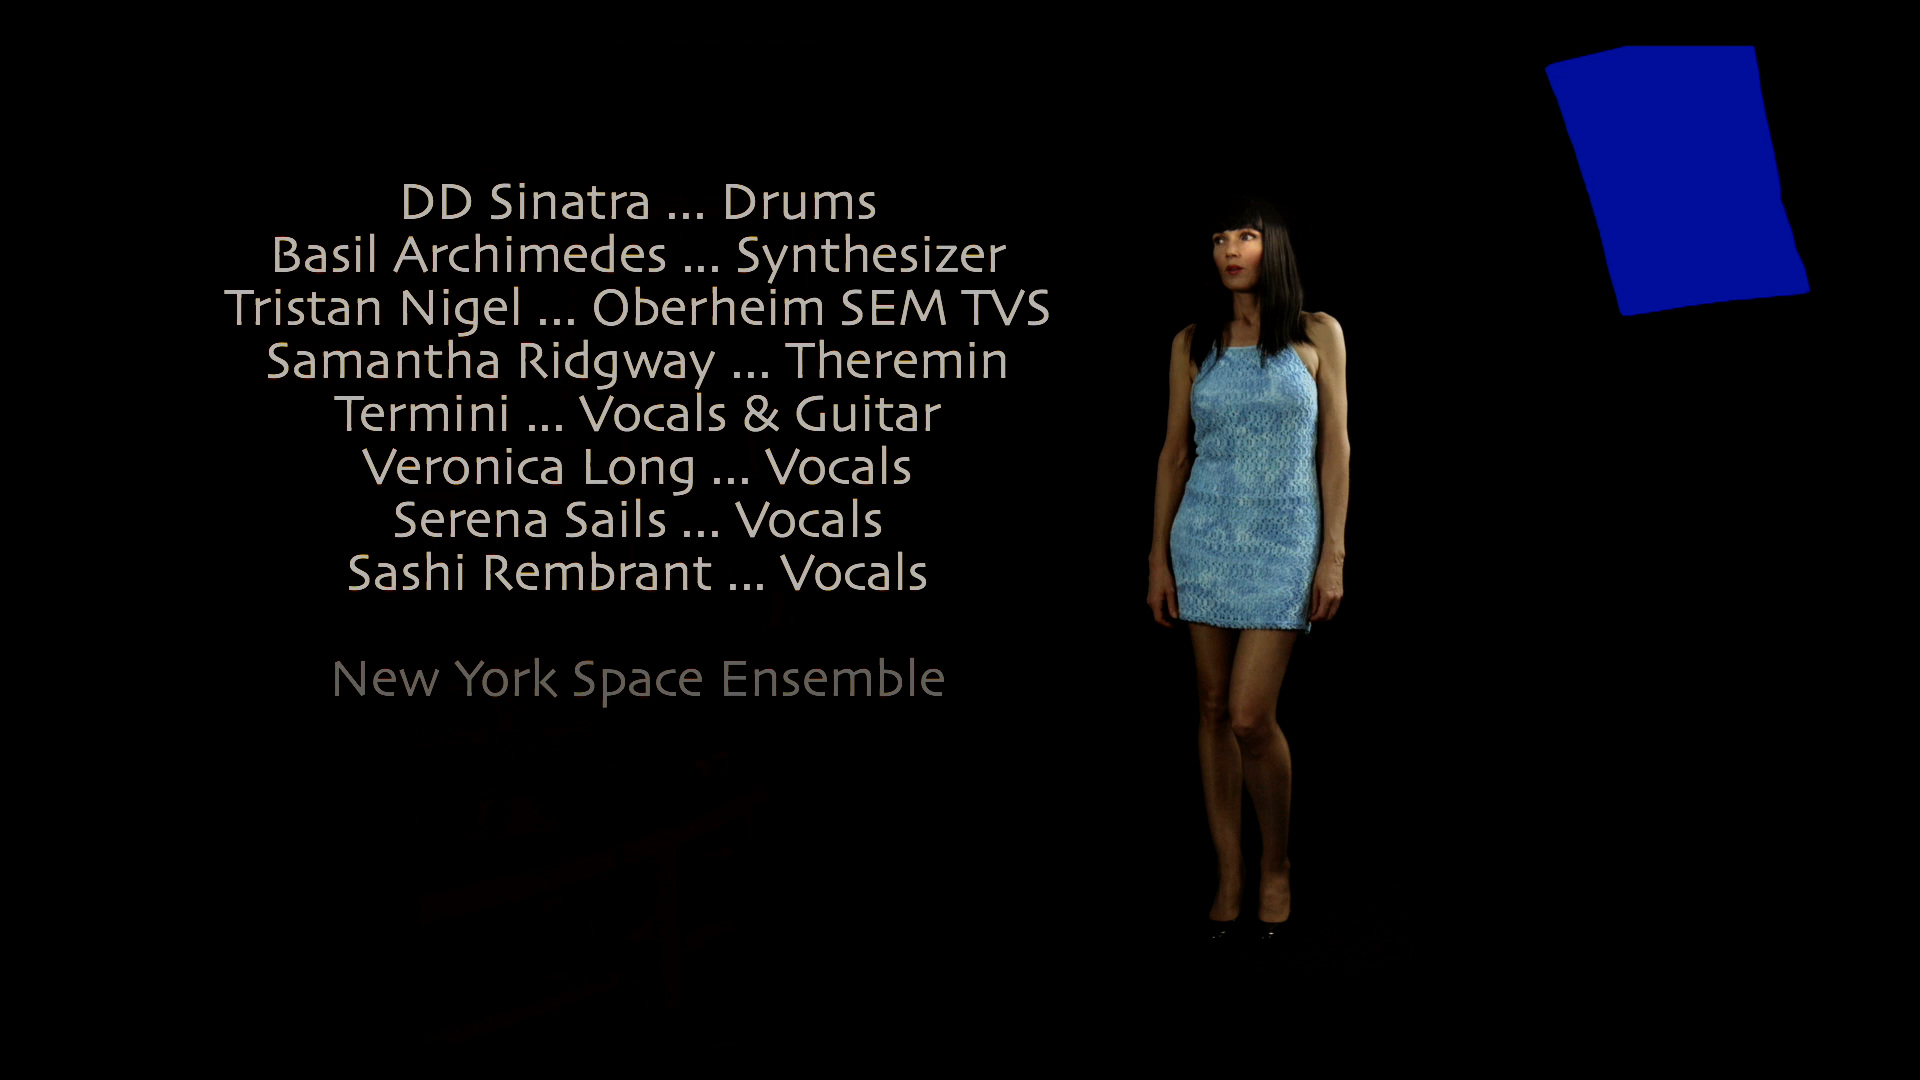 DD Sinatra ... Drums
Basil Archimedes ... Synthesizer
Tristan Nigel ... Oberheim SEM TVS
Samantha Ridgway ... Theremin
Termini ... Vocals & Guitar
Veronica Long ... Vocals
Serena Sails ... Vocals
Sashi Rembrant ... Vocals
New York Space Ensemble